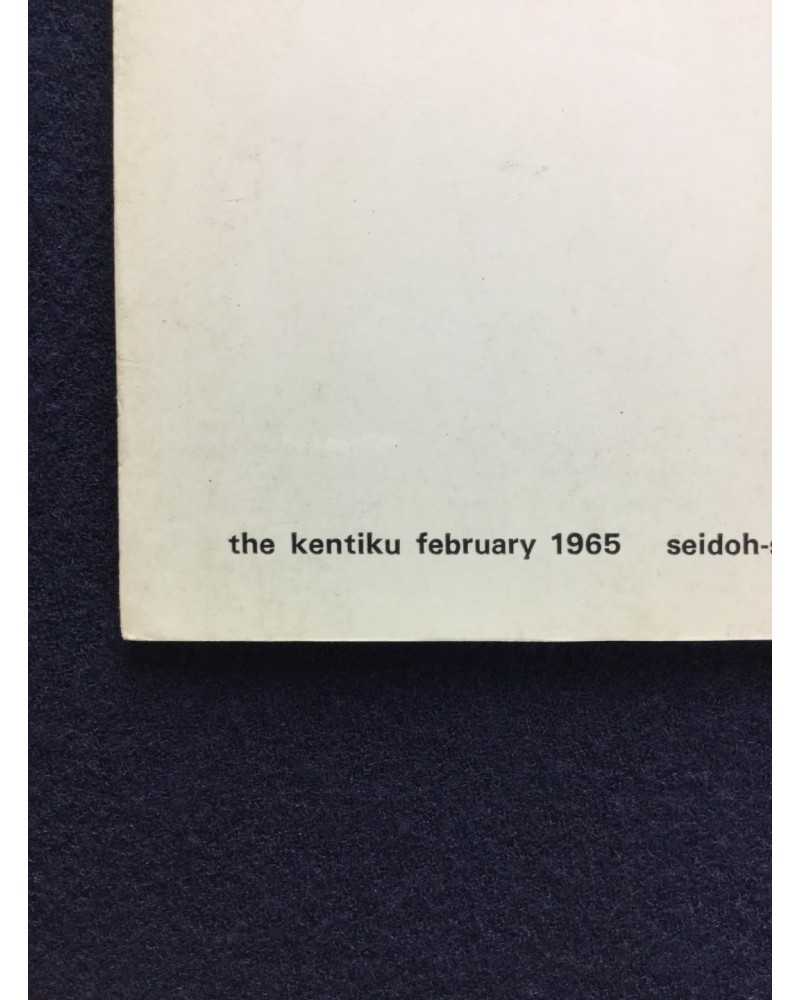 the kentiku february 1965 seidoh-